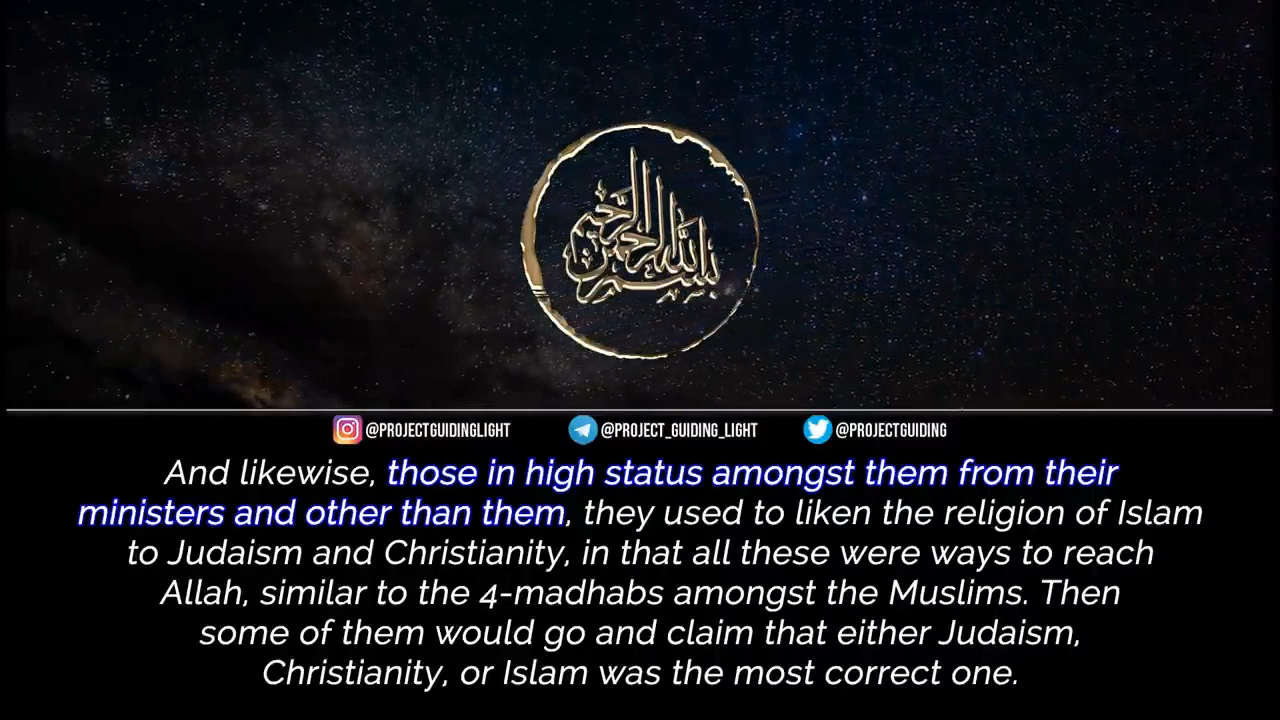 بسم الله الرحمن الرحيم
@PROJECTGUIDINGLIGHT @PROJECT_GUIDING_LIGHT @PROJECTGUIDING
And likewise, those in high status amongst them from their
ministers and other than them, they used to liken the religion of Islam
to Judaism and Christianity, in that all these were ways to reach
Allah, similar to the 4-madhabs amongst the Muslims. Then
some of them would go and claim that either Judaism,
Christianity, or Islam was the most correct one.